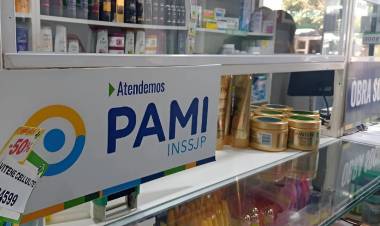 Atendemos
PAMI
INSSJP
-50%
4599
OBRA